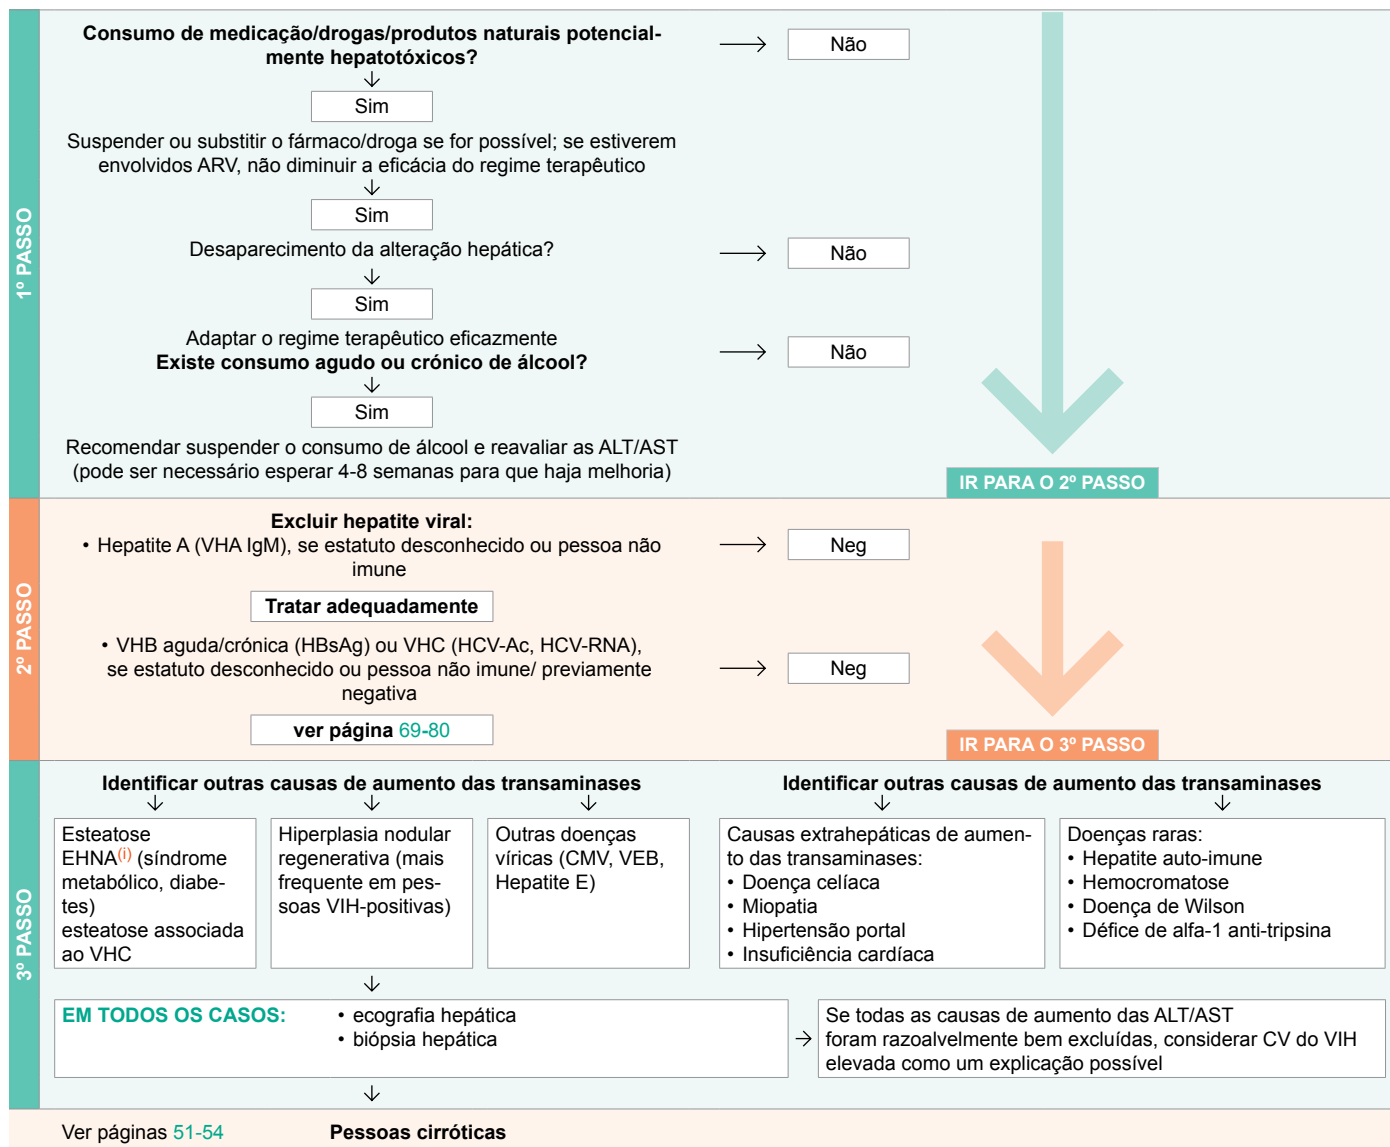 1º PASSO
Consumo de medicação/drogas/produtos naturais potencial-
mente hepatotóxicos?
Não
Sim
Suspender ou substitir o fármaco/droga se for possível; se estiverem
envolvidos ARV, não diminuir a eficácia do regime terapêutico
Sim
Desaparecimento da alteração hepática?
Não
Sim
Adaptar o regime terapêutico eficazmente
Existe consumo agudo ou crónico de álcool?
Não
Sim
Recomendar suspender o consumo de álcool e reavaliar as ALT/AST
(pode ser necessário esperar 4-8 semanas para que haja melhoria)
IR PARA O 2º PASSO
2º PASSO
Excluir hepatite viral:
• Hepatite A (VHA IgM), se estatuto desconhecido ou pessoa não
imune
Neg
Tratar adequadamente
• VHB aguda/crónica (HBsAg) ou VHC (HCV-Ac, HCV-RNA),
se estatuto desconhecido ou pessoa não imune/ previamente
negativa
Neg
ver página 69-80
IR PARA O 3º PASSO
3º PASSO
Identificar outras causas de aumento das transaminases
Esteatose
EHNA(i) (síndrome
metabólico, diabe-
tes)
esteatose associada
ao VHC
Hiperplasia nodular
regenerativa (mais
frequente em pes-
soas VIH-positivas)
Outras doenças
víricas (CMV, VEB,
Hepatite E)
Identificar outras causas de aumento das transaminases
Causas extrahepáticas de aumen-
to das transaminases:
• Doença celíaca
• Miopatia
• Hipertensão portal
• Insuficiência cardíaca
Doenças raras:
• Hepatite auto-imune
• Hemocromatose
• Doença de Wilson
• Défice de alfa-1 anti-tripsina
EM TODOS OS CASOS:
• ecografia hepática
• biópsia hepática
Se todas as causas de aumento das ALT/AST
foram razoalvelmente bem excluídas, considerar CV do VIH
elevada como um explicação possível
Ver páginas 51-54
Pessoas cirróticas